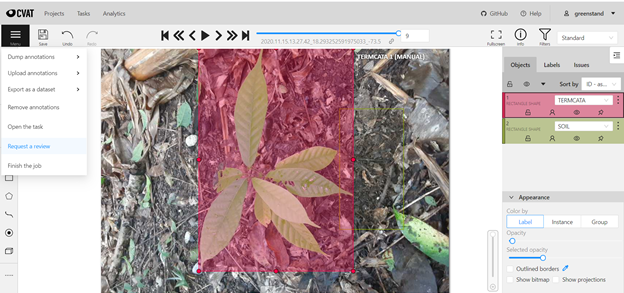 CVAT
Projects
Tasks
Analytics
GitHub
Help
greenstand
Menu
Save
Undo
Redo
2020.11.15.13.27.42_18.293252591975033_-73.5
9
Fullscreen
Info
Filters
Standard
Dump annotations
Upload annotations
Export as a dataset
Remove annotations
Open the task
Request a review
Finish the job
TERMCATA 1 (MANUAL)
Objects
Labels
Issues
Sort by
ID - as...
1
RECTANGLE SHAPE
TERMCATA
2
RECTANGLE SHAPE
SOIL
Appearance
Color by
Label
Instance
Group
Opacity
Selected opacity
Outlined borders
Show bitmap
Show projections